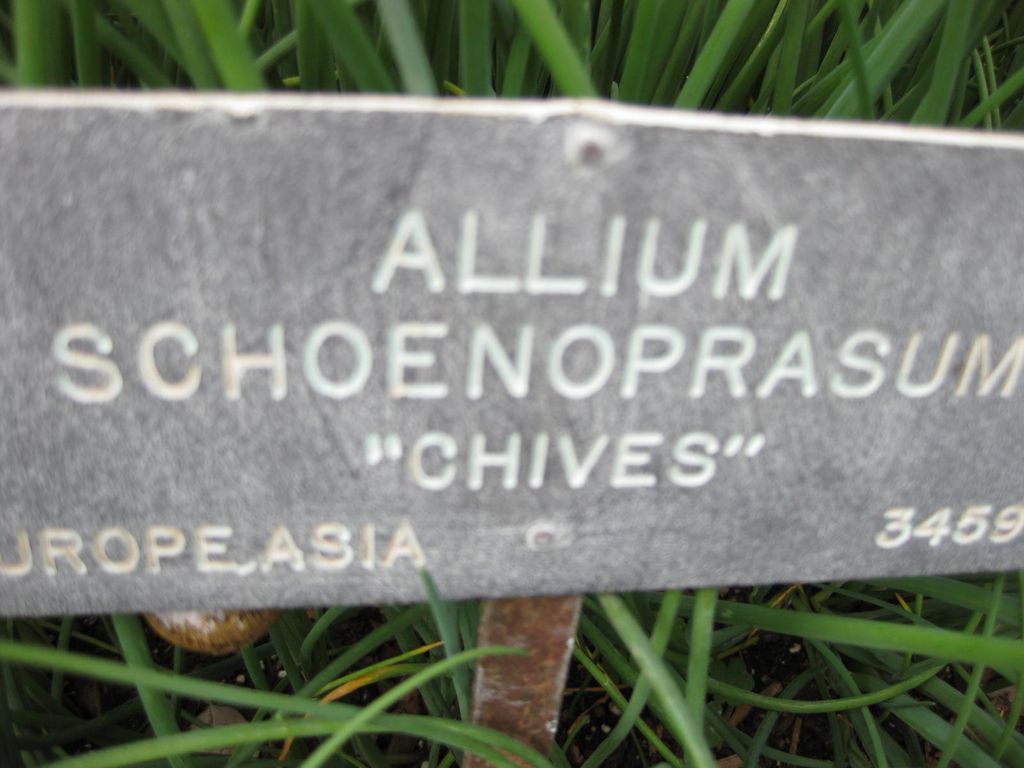 ALLIUM
SCHOENOPRASUM
"CHIVES"
UROPE, ASIA 3459